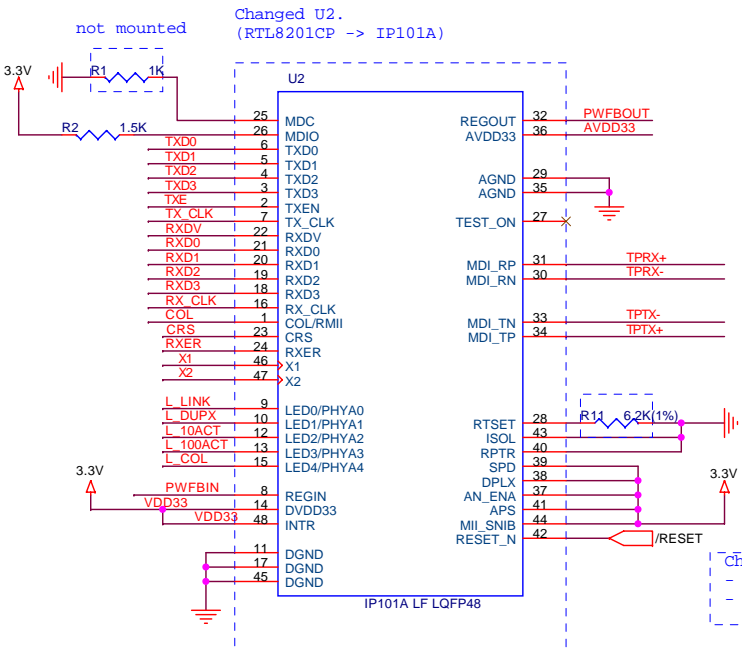 Changed U2.
not mounted
(RTL8201CP -> IP101A)
3.3V
R1 1K
U2
R2 1.5K
25 MDC
26 MDIO
TXD0 6 TXD0
TXD1 5 TXD1
TXD2 4 TXD2
TXD3 3 TXD3
TXE 2 TXEN
TX_CLK 7 TX_CLK
RXDV 22 RXDV
RXD0 21 RXD0
RXD1 20 RXD1
RXD2 19 RXD2
RXD3 18 RXD3
RX_CLK 16 RX_CLK
COL 1 COL/RMII
CRS 23 CRS
RXER 24 RXER
X1 46 X1
X2 47 X2
L_LINK 9 LED0/PHYA0
L_DUPX 10 LED1/PHYA1
L_10ACT 12 LED2/PHYA2
L_100ACT 13 LED3/PHYA3
L_COL 15 LED4/PHYA4
3.3V
PWFBIN 8 REGIN
VDD33 14 DVDD33
VDD33 48 INTR
11 DGND
17 DGND
45 DGND
REGOUT 32 PWFBOUT
AVDD33 36 AVDD33
AGND 29
AGND 35
TEST_ON 27
MDI_RP 31 TPRX+
MDI_RN 30 TPRX-
MDI_TN 33 TPTX-
MDI_TP 34 TPTX+
RTSET 28 R11 6.2K(1%)
ISOL 43
RPTR 40
SPD 39
DPLX 38
AN_ENA 37
APS 41
MII_SNIB 44
RESET_N 42 /RESET
3.3V
IP101A LF LQFP48
Ch
-
-